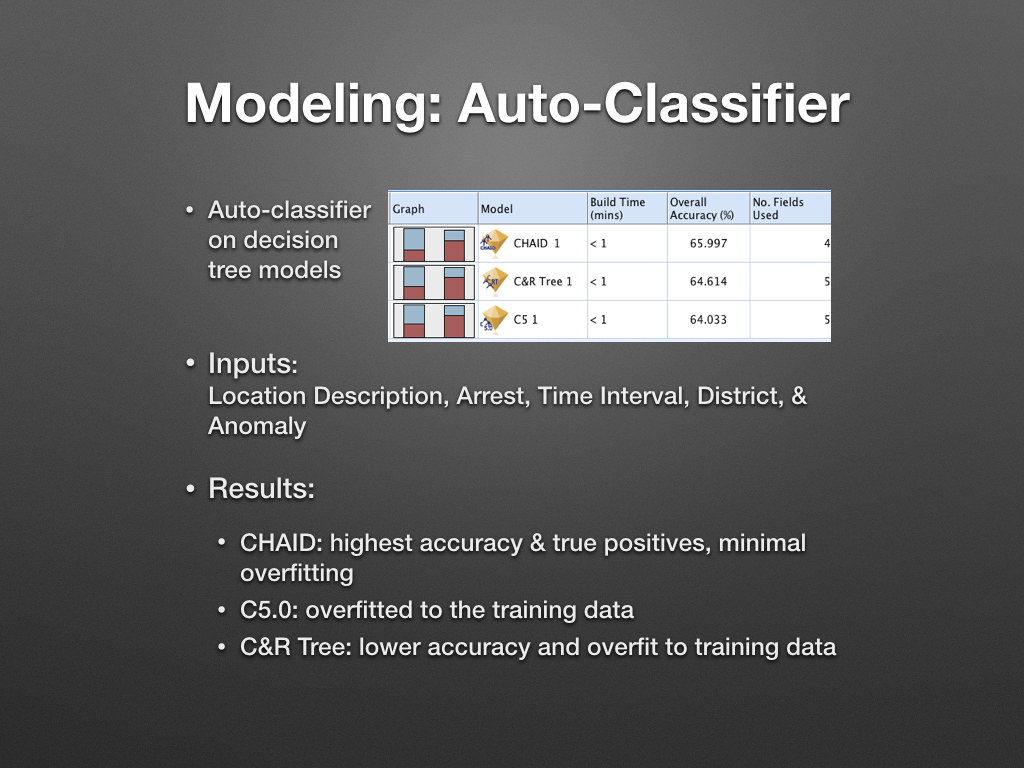 Modeling: Auto-Classifier
• Auto-classifier
on decision
tree models
Graph Model Build Time (mins) Overall Accuracy (%) No. Fields Used
CHAID 1 < 1 65.997 4
C&R Tree 1 < 1 64.614 5
C5 1 < 1 64.033 5
• Inputs:
Location Description, Arrest, Time Interval, District, &
Anomaly
• Results:
• CHAID: highest accuracy & true positives, minimal
overfitting
• C5.0: overfitted to the training data
• C&R Tree: lower accuracy and overfit to training data